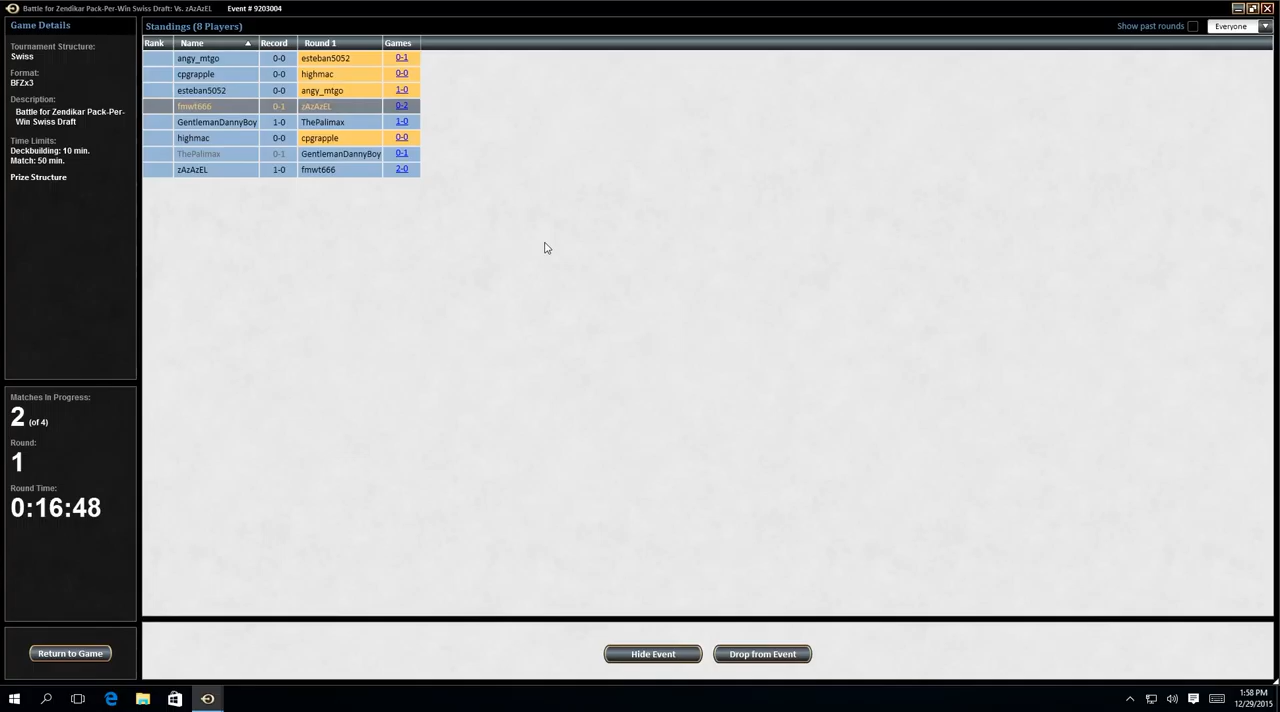 Battle for Zendikar Pack-Per-Win Swiss Draft: Vs. zAzAzEL Event # 9203004
Game Details
Standings (8 Players)
Show past rounds
Everyone
Tournament Structure:
Swiss
Format:
BFZx3
Description:
Battle for Zendikar Pack-Per-
Win Swiss Draft
Time Limits:
Deckbuilding: 10 min.
Match: 50 min.
Prize Structure
Rank Name Record Round 1 Games
angy_mtgo 0-0 esteban5052 0-1
cpgrapple 0-0 highmac 0-0
esteban5052 0-0 angy_mtgo 1-0
fmwt666 0-1 zAzAzEL 0-2
GentlemanDannyBoy 1-0 ThePalimax 1-0
highmac 0-0 cpgrapple 0-0
ThePalimax 0-1 GentlemanDannyBoy 0-1
zAzAzEL 1-0 fmwt666 2-0
Matches In Progress:
2 (of 4)
Round:
1
Round Time:
0:16:48
Return to Game
Hide Event
Drop from Event
1:58 PM
12/29/2015